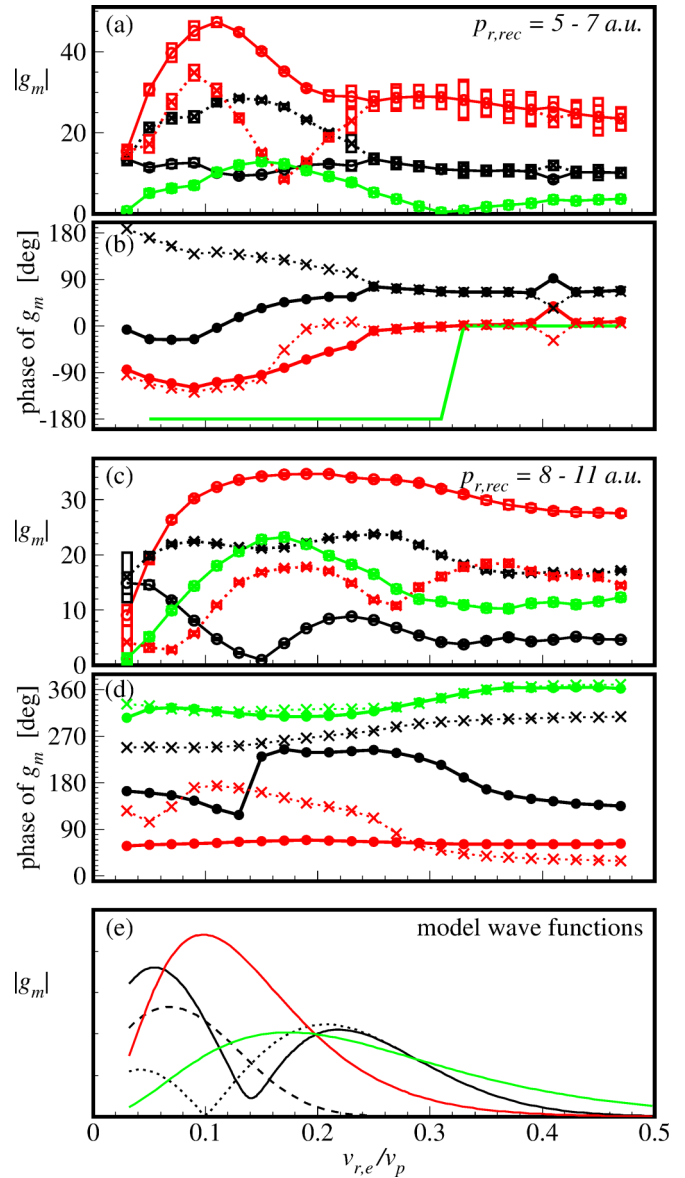 (a) p_{r,rec} = 5 - 7 a.u.
|g_m|
40
20
0
(b)
phase of g_m [deg]
180
90
0
-90
-180
(c) p_{r,rec} = 8 - 11 a.u.
|g_m|
30
20
10
0
(d)
phase of g_m [deg]
360
270
180
90
0
(e) model wave functions
|g_m|
0 0.1 0.2 0.3 0.4 0.5
v_{r,e}/v_p